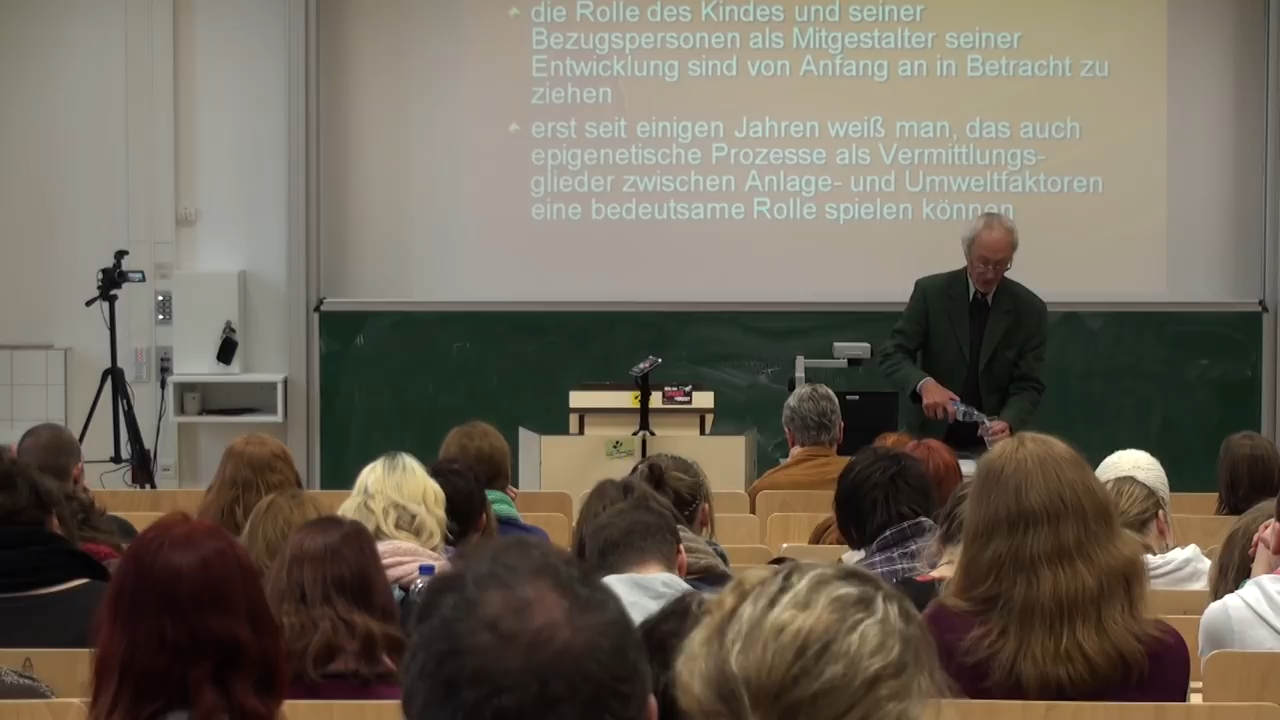 die Rolle des Kindes und seiner
Bezugspersonen als Mitgestalter seiner
Entwicklung sind von Anfang an in Betracht zu
ziehen
erst seit einigen Jahren weiß man, das auch
epigenetische Prozesse als Vermittlungs-
glieder zwischen Anlage- und Umweltfaktoren
eine bedeutsame Rolle spielen können